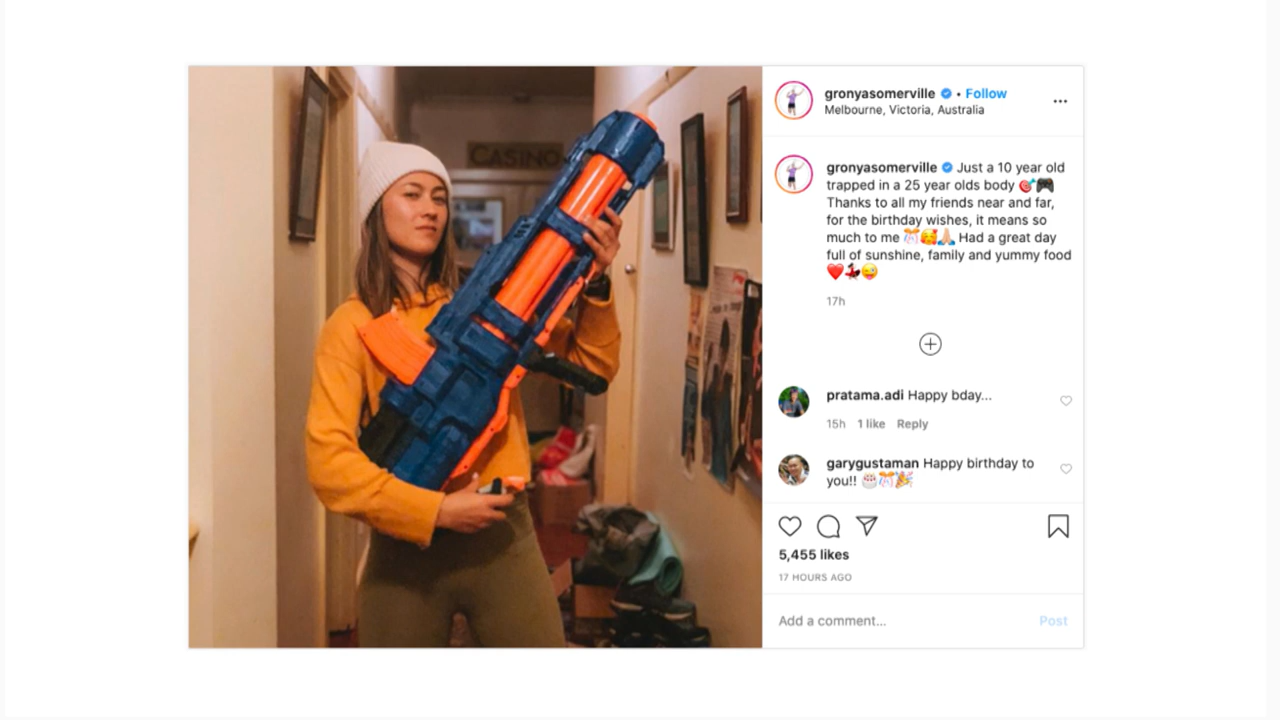 CASINO
gronyasomerville • Follow
Melbourne, Victoria, Australia
gronyasomerville Just a 10 year old
trapped in a 25 year olds body 🎯🎮
Thanks to all my friends near and far,
for the birthday wishes, it means so
much to me 🎊🥰🙏🏼 Had a great day
full of sunshine, family and yummy food
❤️💃🏽😜
17h
pratama.adi Happy bday...
15h 1 like Reply
garygustaman Happy birthday to
you!! 🎂🎊🎉
5,455 likes
17 HOURS AGO
Add a comment...
Post